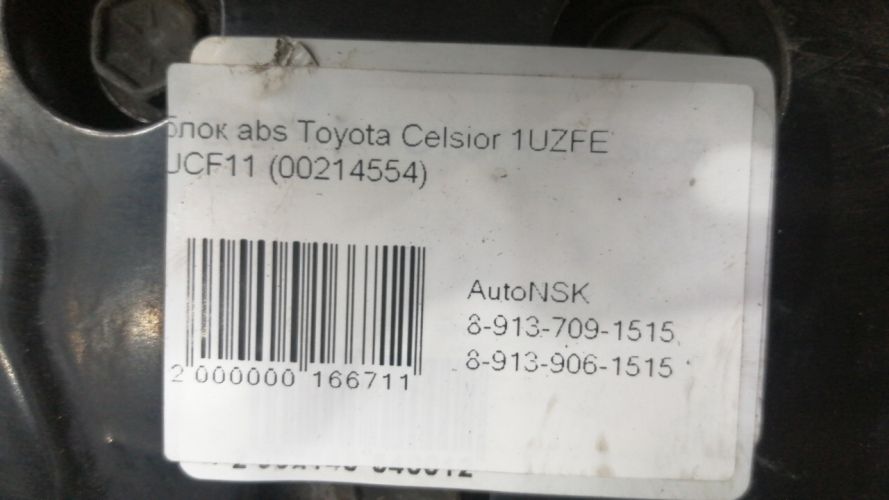 блок abs Toyota Celsior 1UZFE
UCF11 (00214554)
AutoNSK
8-913-709-1515,
8-913-906-1515
2 000000 166711